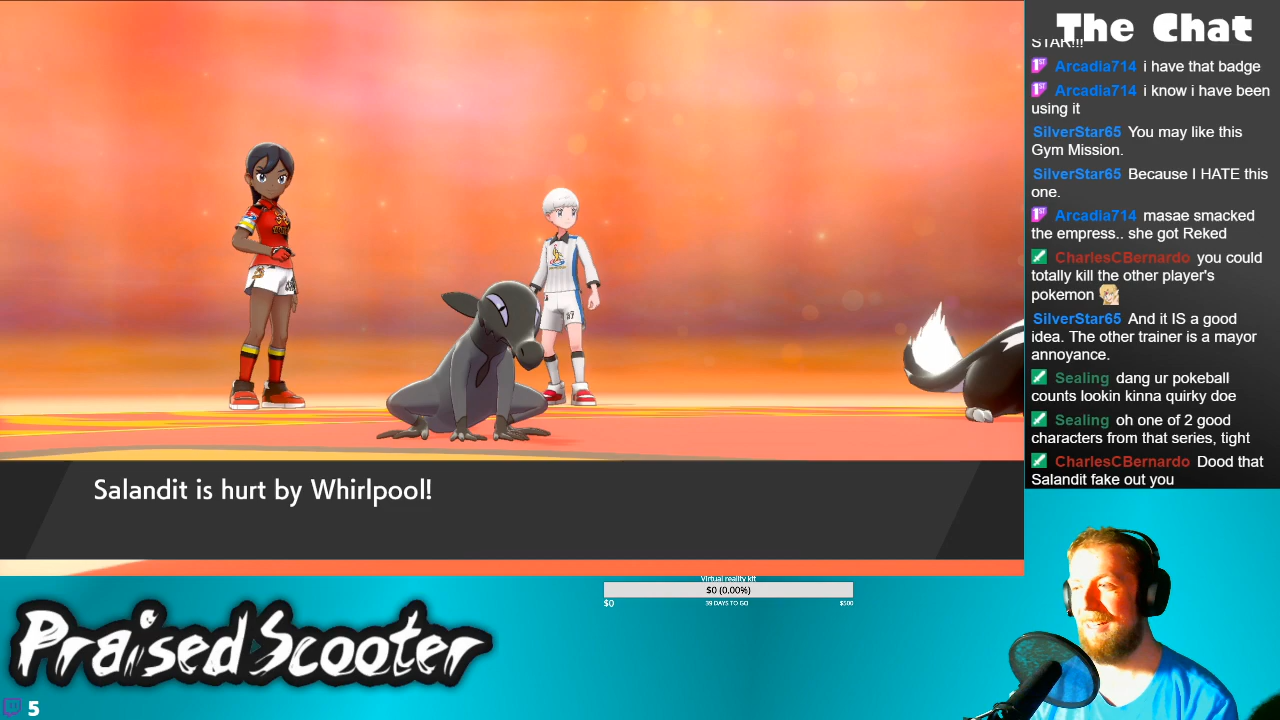 The Chat
STAR!!!
1ST Arcadia714 i have that badge
1ST Arcadia714 i know i have been
using it
SilverStar65 You may like this
Gym Mission.
SilverStar65 Because I HATE this
one.
1ST Arcadia714 masae smacked
the empress.. she got Reked
CharlesCBernardo you could
totally kill the other player's
pokemon
SilverStar65 And it IS a good
idea. The other trainer is a mayor
annoyance.
Sealing dang ur pokeball
counts lookin kinna quirky doe
Sealing oh one of 2 good
characters from that series, tight
CharlesCBernardo Dood that
Salandit fake out you
Salandit is hurt by Whirlpool!
Virtual reality kit
$0 (0.00%)
$0 39 DAYS TO GO $500
Praised Scooter
5